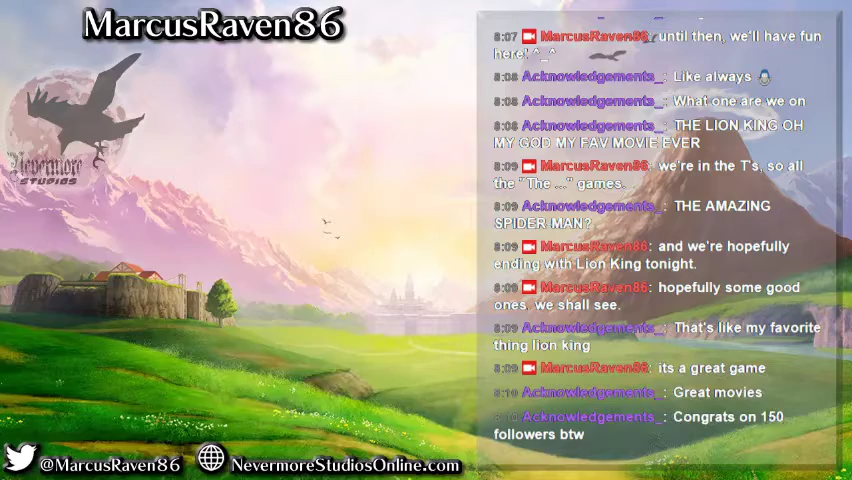 MarcusRaven86
Nevermore
STUDIOS
8:07 MarcusRaven86: until then, we'll have fun
here! ^_^
8:08 Acknowledgements_: Like always
8:08 Acknowledgements_: What one are we on
8:08 Acknowledgements_: THE LION KING OH
MY GOD MY FAV MOVIE EVER
8:09 MarcusRaven86: we're in the T's, so all
the "The ..." games.
8:09 Acknowledgements_: THE AMAZING
SPIDER-MAN?
8:09 MarcusRaven86: and we're hopefully
ending with Lion King tonight.
8:09 MarcusRaven86: hopefully some good
ones, we shall see.
8:09 Acknowledgements_: That's like my favorite
thing lion king
8:09 MarcusRaven86: its a great game
8:10 Acknowledgements_: Great movies
8:10 Acknowledgements_: Congrats on 150
followers btw
@MarcusRaven86
NevermoreStudiosOnline.com